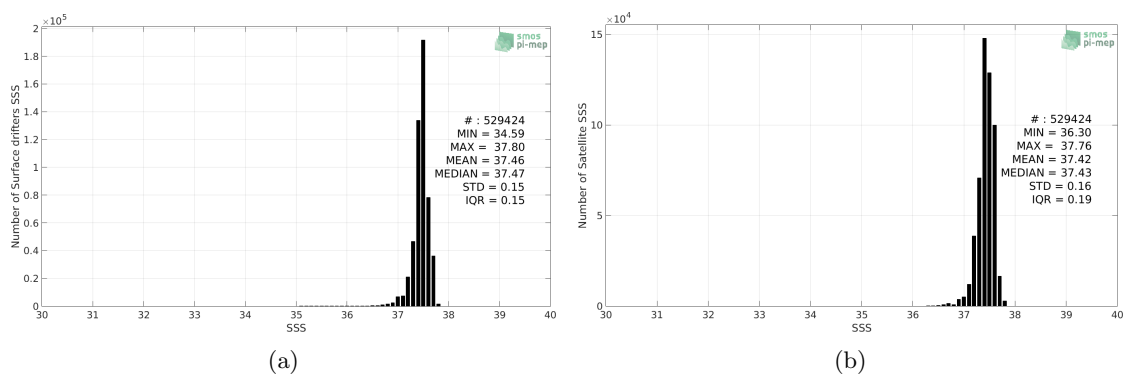 ×10⁵
2
1.8
1.6
1.4
1.2
1
0.8
0.6
0.4
0.2
0
Number of Surface drifters SSS
smos
pi-mep
# : 529424
MIN = 34.59
MAX = 37.80
MEAN = 37.46
MEDIAN = 37.47
STD = 0.15
IQR = 0.15
30 31 32 33 34 35 36 37 38 39 40
SSS
(a)
×10⁴
15
10
5
0
Number of Satellite SSS
smos
pi-mep
# : 529424
MIN = 36.30
MAX = 37.76
MEAN = 37.42
MEDIAN = 37.43
STD = 0.16
IQR = 0.19
30 31 32 33 34 35 36 37 38 39 40
SSS
(b)